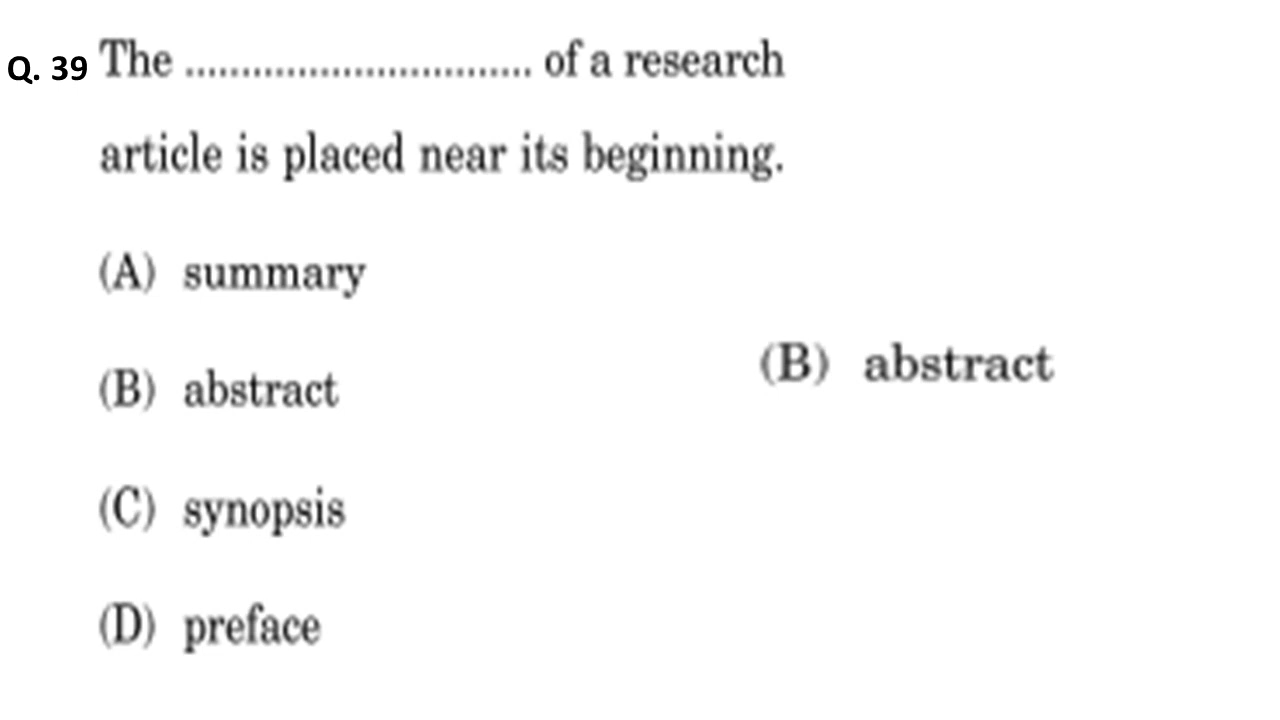 Q. 39 The ................................ of a research
article is placed near its beginning.
(A) summary
(B) abstract
(C) synopsis
(D) preface
(B) abstract